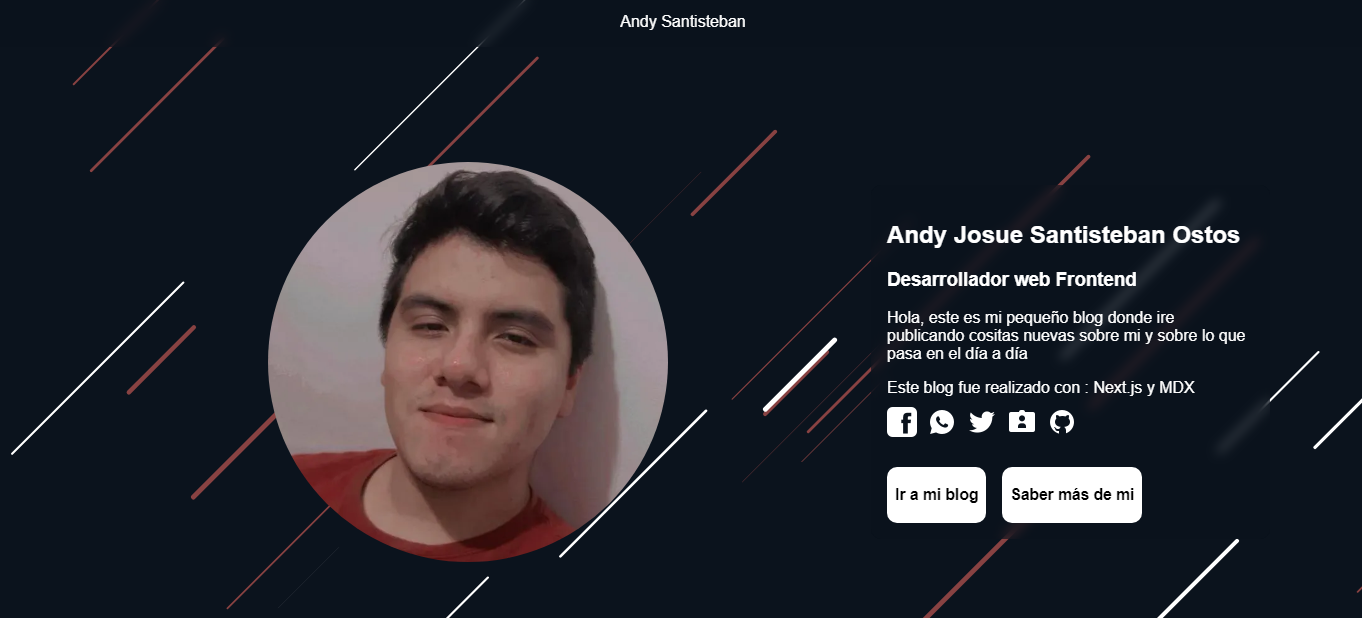 Andy Santisteban
Andy Josue Santisteban Ostos
Desarrollador web Frontend
Hola, este es mi pequeño blog donde ire
publicando cositas nuevas sobre mi y sobre lo que
pasa en el día a día
Este blog fue realizado con : Next.js y MDX
Ir a mi blog
Saber más de mi